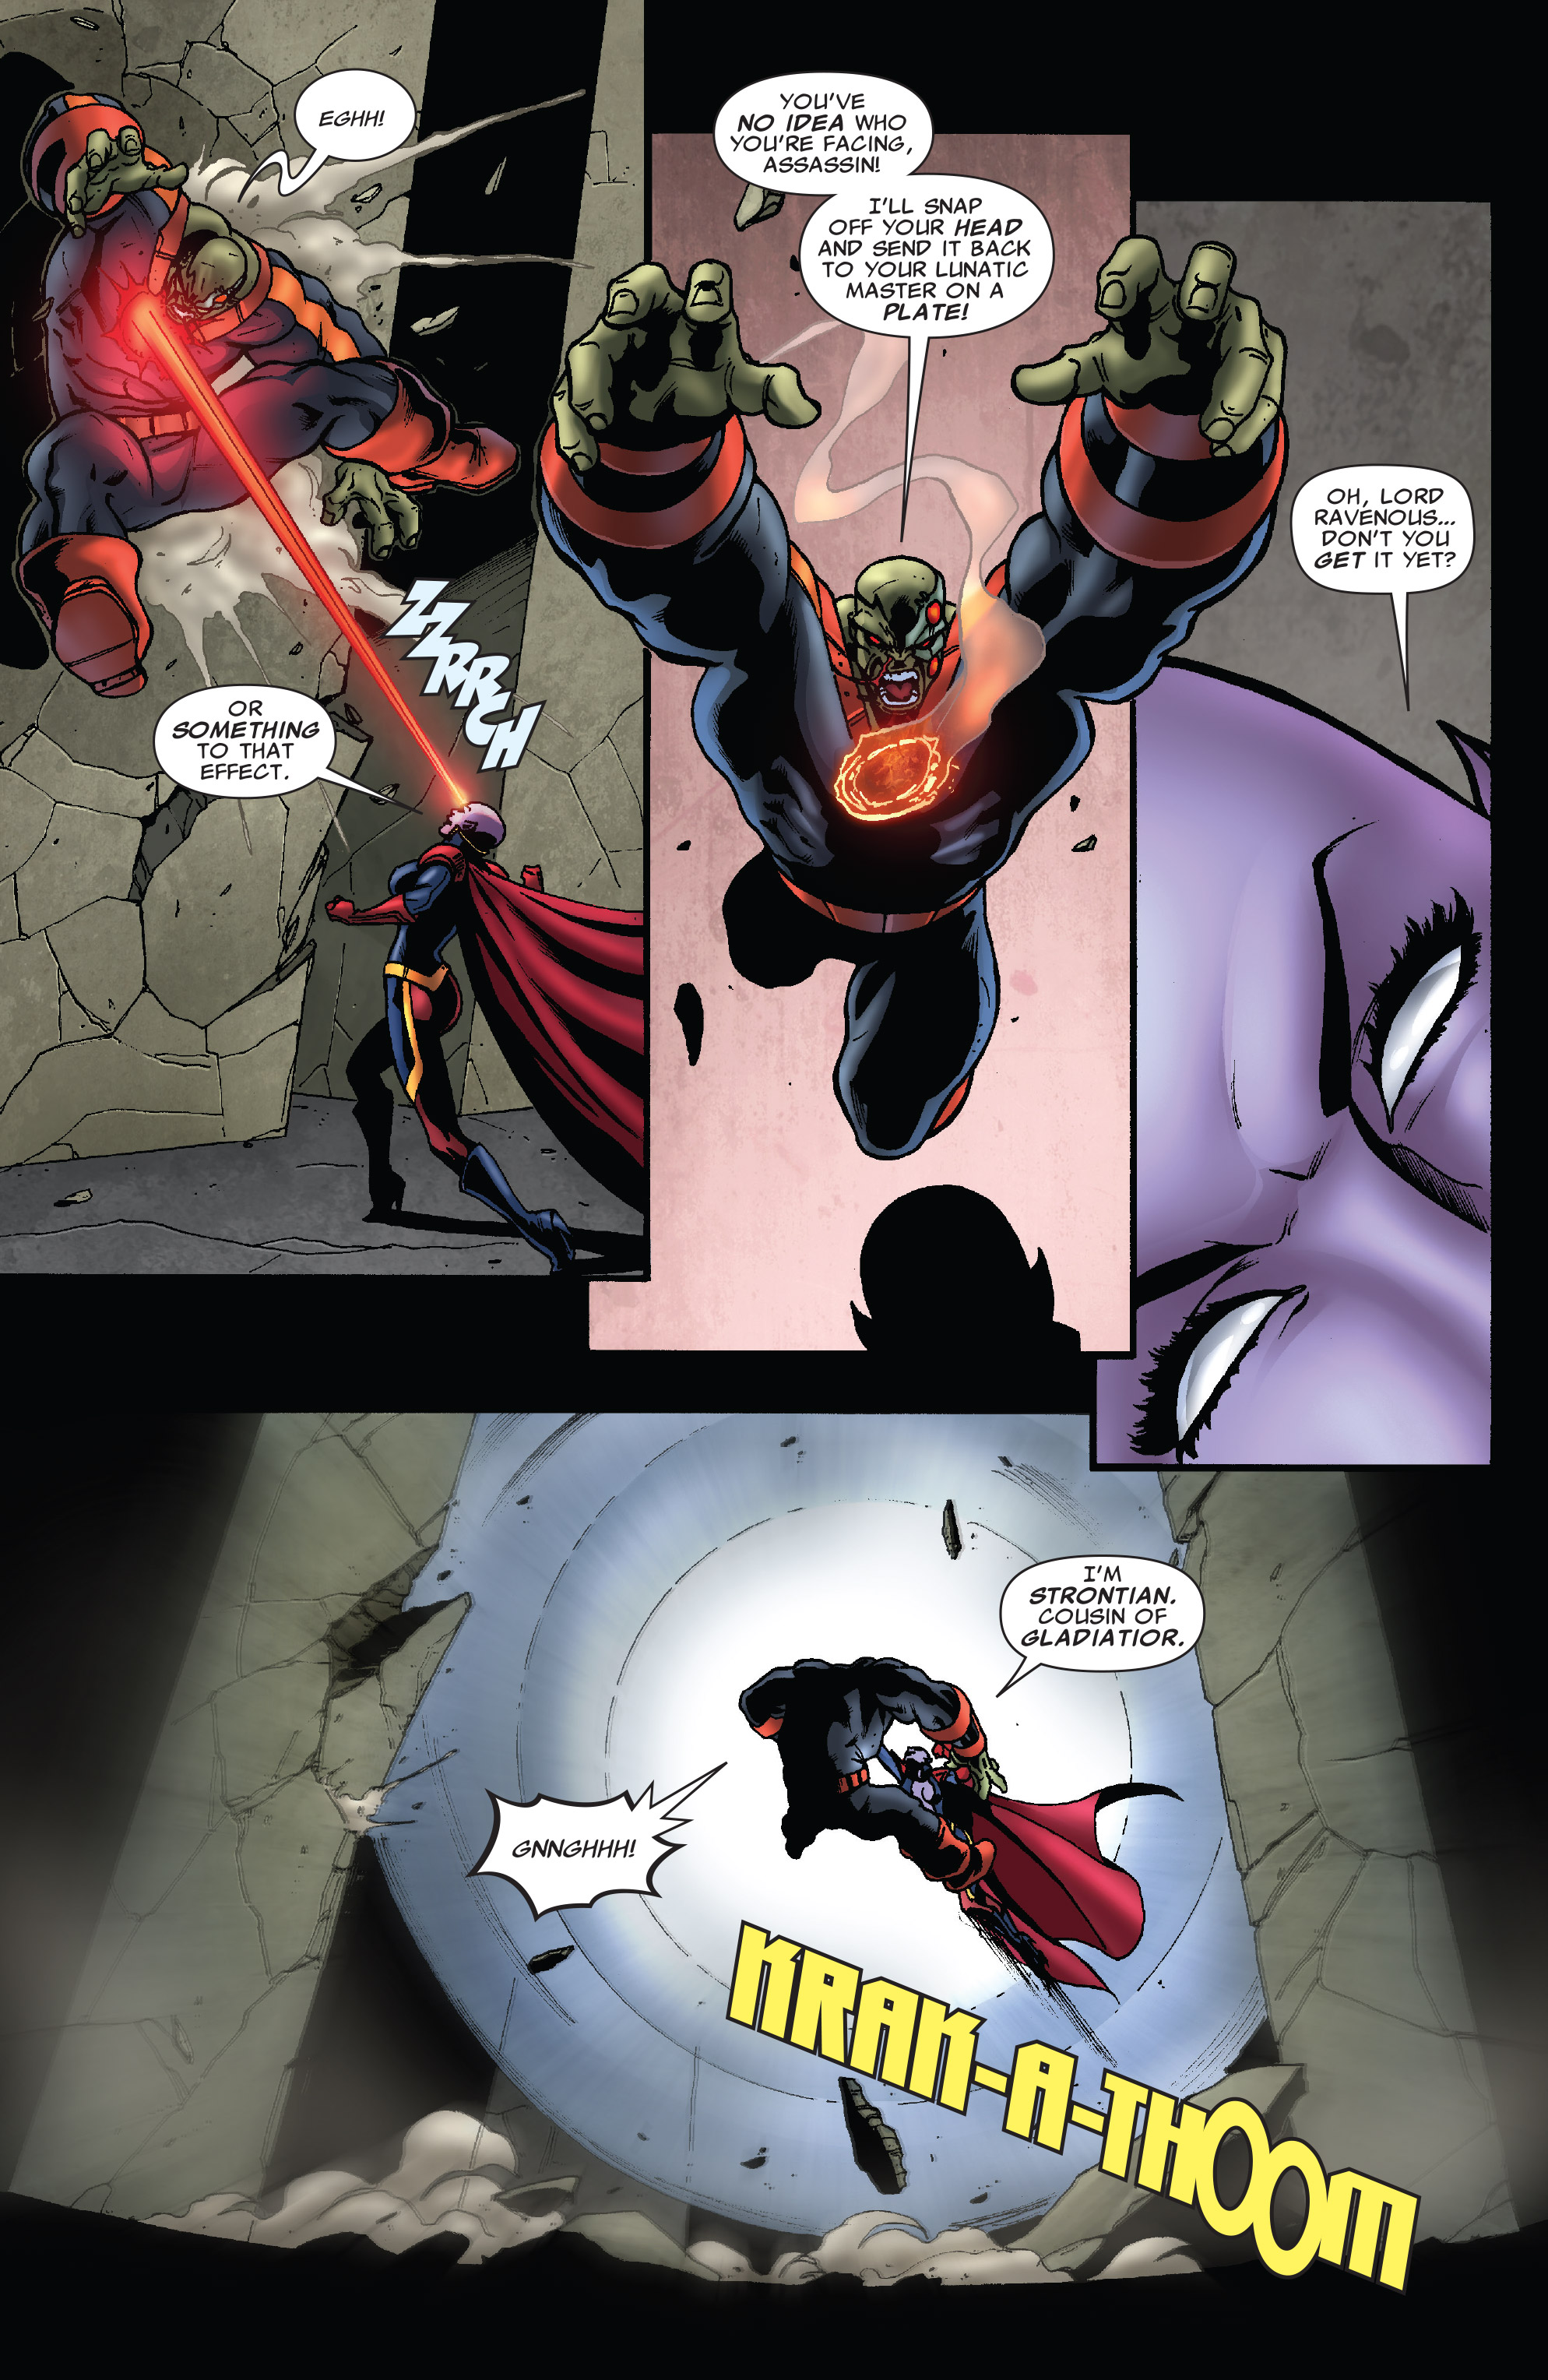 EGHH!
ZZRRCH
OR
SOMETHING
TO THAT
EFFECT.
YOU'VE
NO IDEA WHO
YOU'RE FACING,
ASSASSIN!
I'LL SNAP
OFF YOUR HEAD
AND SEND IT BACK
TO YOUR LUNATIC
MASTER ON A
PLATE!
OH, LORD
RAVENOUS...
DON'T YOU
GET IT YET?
I'M
STRONTIAN.
COUSIN OF
GLADIATIOR.
GNNGHHH!
KRAK-A-THOOM